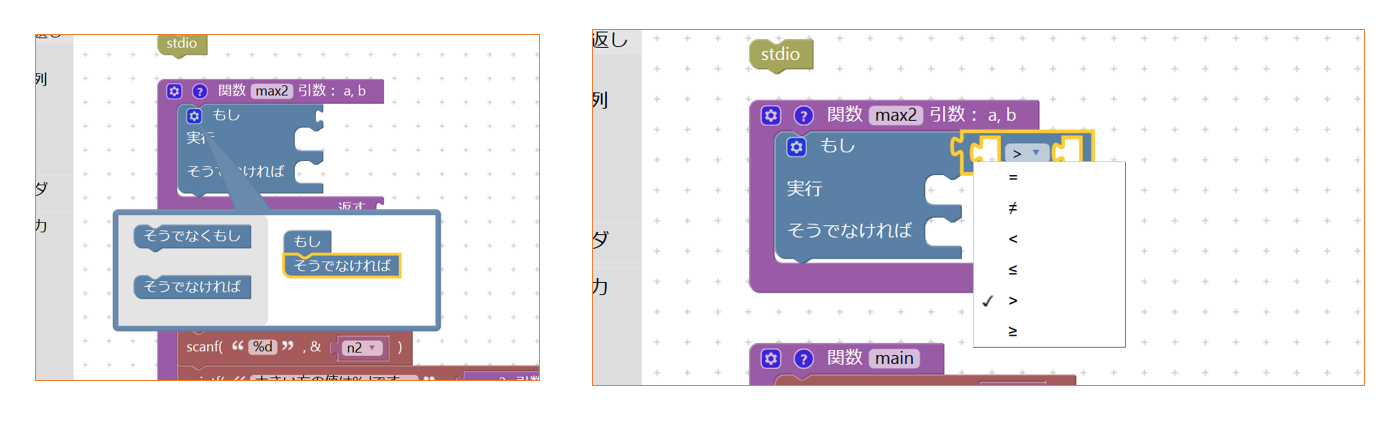 返し
stdio
列
関数 max2 引数： a, b
もし
実行
そうでなければ
ダ
返す
カ
そうでなくもし
もし
そうでなければ
そうでなければ
scanf( “ %d ” , & n2 )
返し
stdio
列
関数 max2 引数： a, b
もし
>
=
実行
≠
そうでなければ
<
ダ
≤
カ
✓ >
≥
関数 main